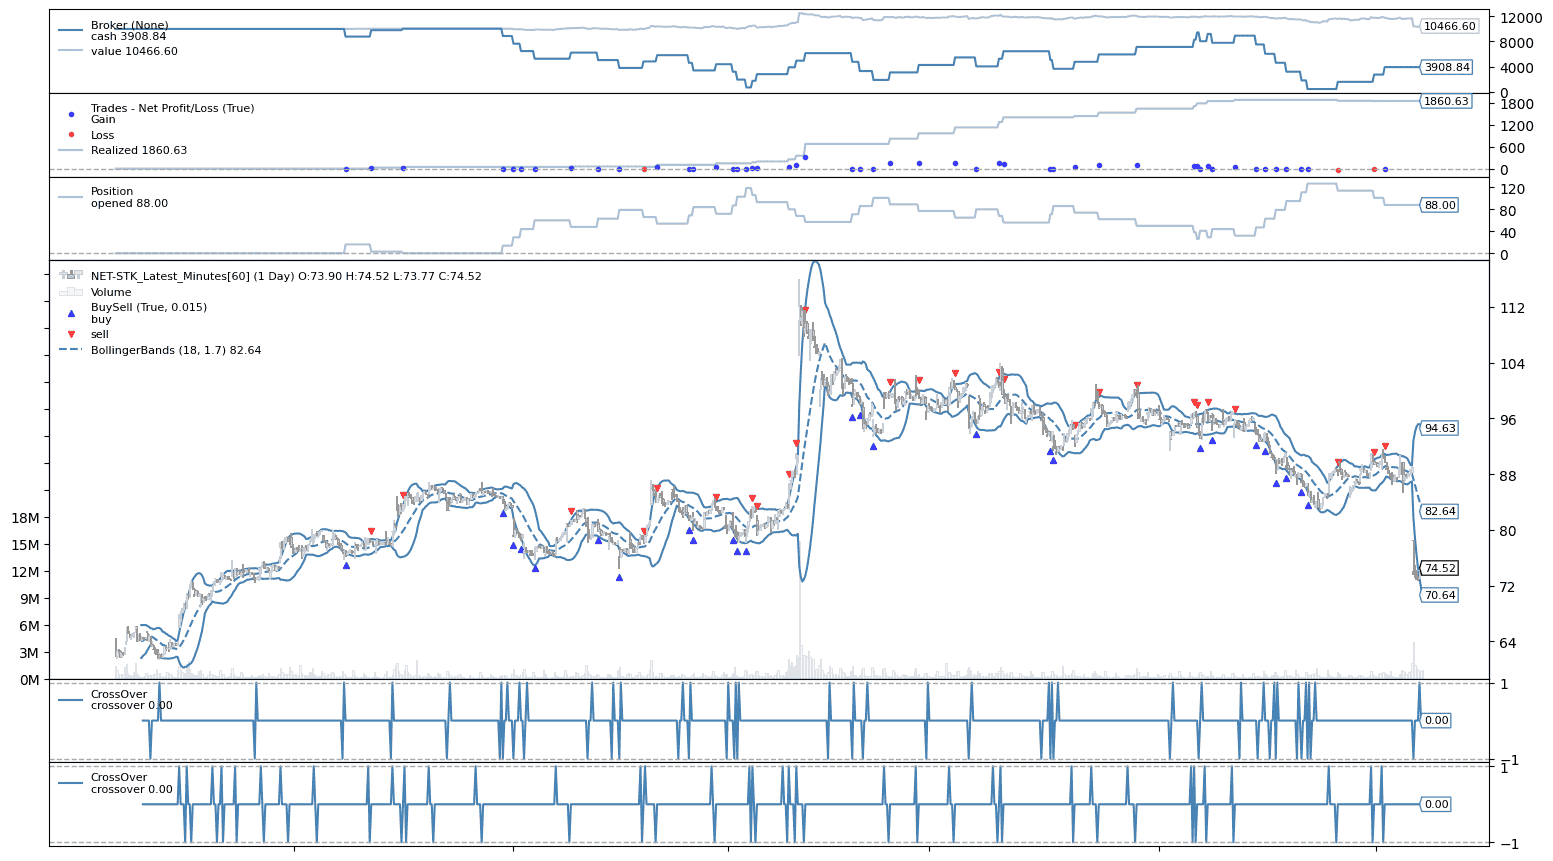 Broker (None)
cash 3908.84
value 10466.60
12000
10466.60
8000
3908.84
4000
0
Trades - Net Profit/Loss (True)
Gain
Loss
Realized 1860.63
1860.63
1800
1200
600
0
Position
opened 88.00
120
88.00
80
40
0
NET-STK_Latest_Minutes[60] (1 Day) O:73.90 H:74.52 L:73.77 C:74.52
Volume
BuySell (True, 0.015)
buy
sell
BollingerBands (18, 1.7) 82.64
112
104
96
94.63
88
82.64
80
74.52
72
70.64
64
18M
15M
12M
9M
6M
3M
0M
CrossOver
crossover 0.00
1
0.00
−1
CrossOver
crossover 0.00
1
0.00
−1